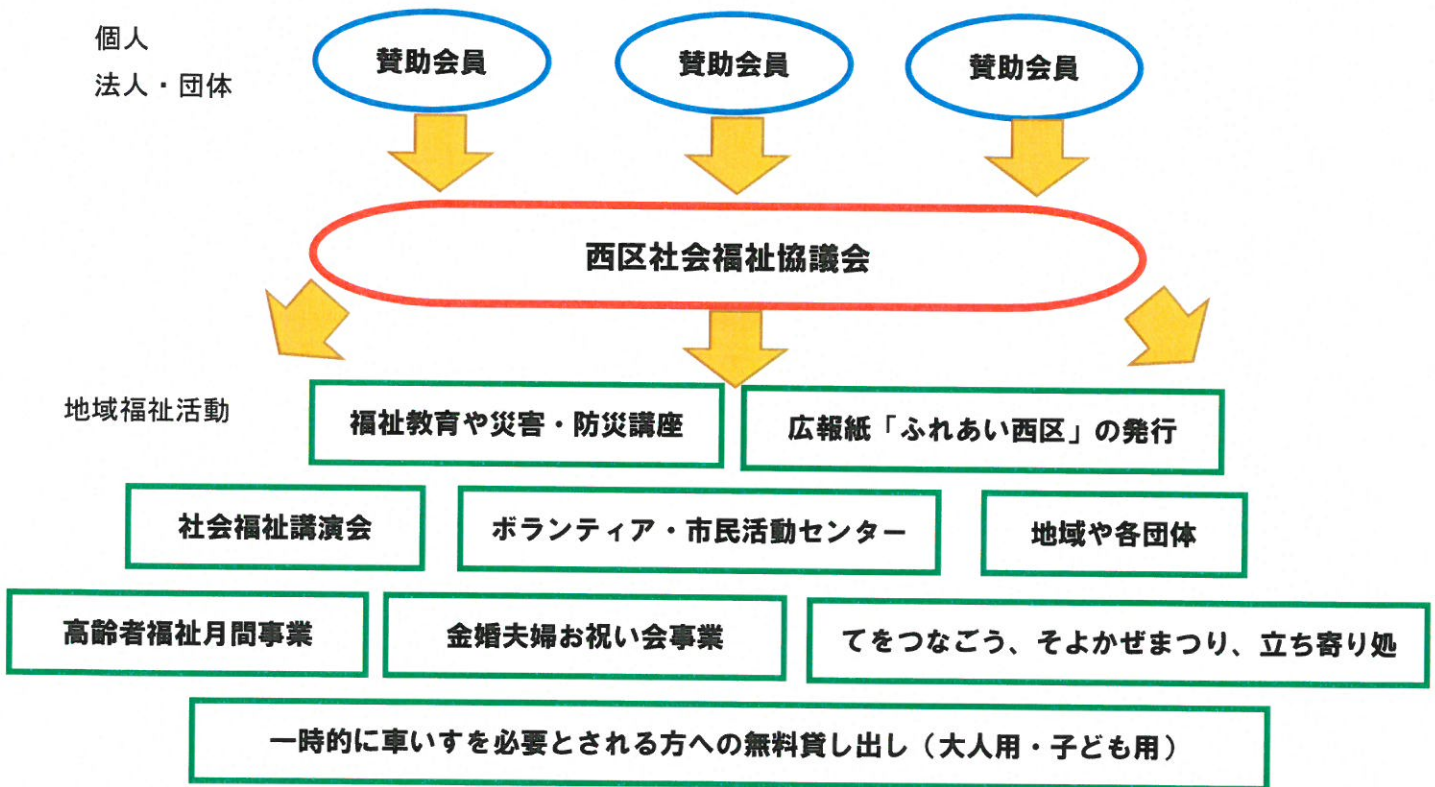 個人
法人・団体
賛助会員
賛助会員
賛助会員
西区社会福祉協議会
地域福祉活動
福祉教育や災害・防災講座
広報紙「ふれあい西区」の発行
社会福祉講演会
ボランティア・市民活動センター
地域や各団体
高齢者福祉月間事業
金婚夫婦お祝い会事業
てをつなごう、そよかぜまつり、立ち寄り処
一時的に車いすを必要とされる方への無料貸し出し（大人用・子ども用）